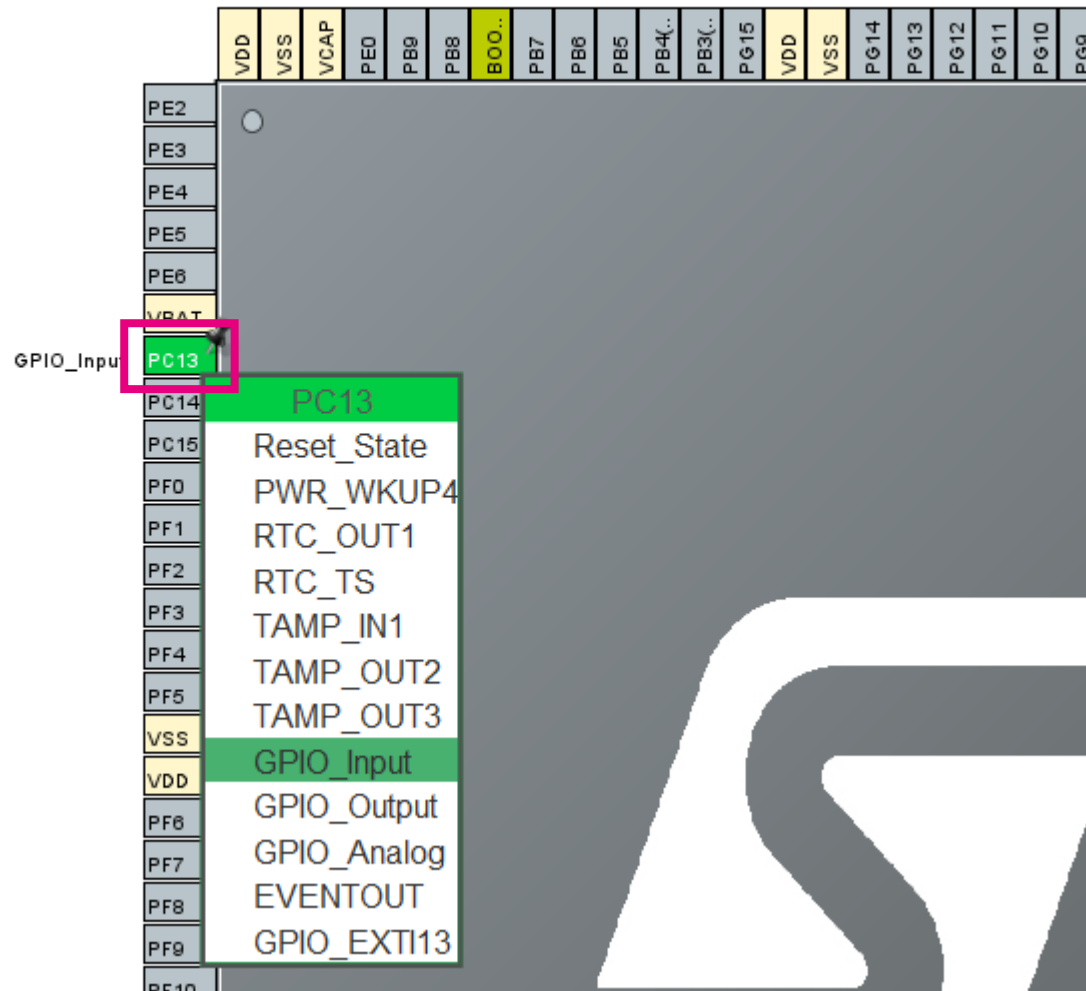 VDD
VSS
VCAP
PE0
PB9
PB8
BOO..
PB7
PB6
PB5
PB4(..
PB3(..
PG15
VDD
VSS
PG14
PG13
PG12
PG11
PG10
PG9
PE2
PE3
PE4
PE5
PE6
VBAT
GPIO_Input PC13
PC14
PC15
PF0
PF1
PF2
PF3
PF4
PF5
VSS
VDD
PF6
PF7
PF8
PF9
PF10
PC13
Reset_State
PWR_WKUP4
RTC_OUT1
RTC_TS
TAMP_IN1
TAMP_OUT2
TAMP_OUT3
GPIO_Input
GPIO_Output
GPIO_Analog
EVENTOUT
GPIO_EXTI13